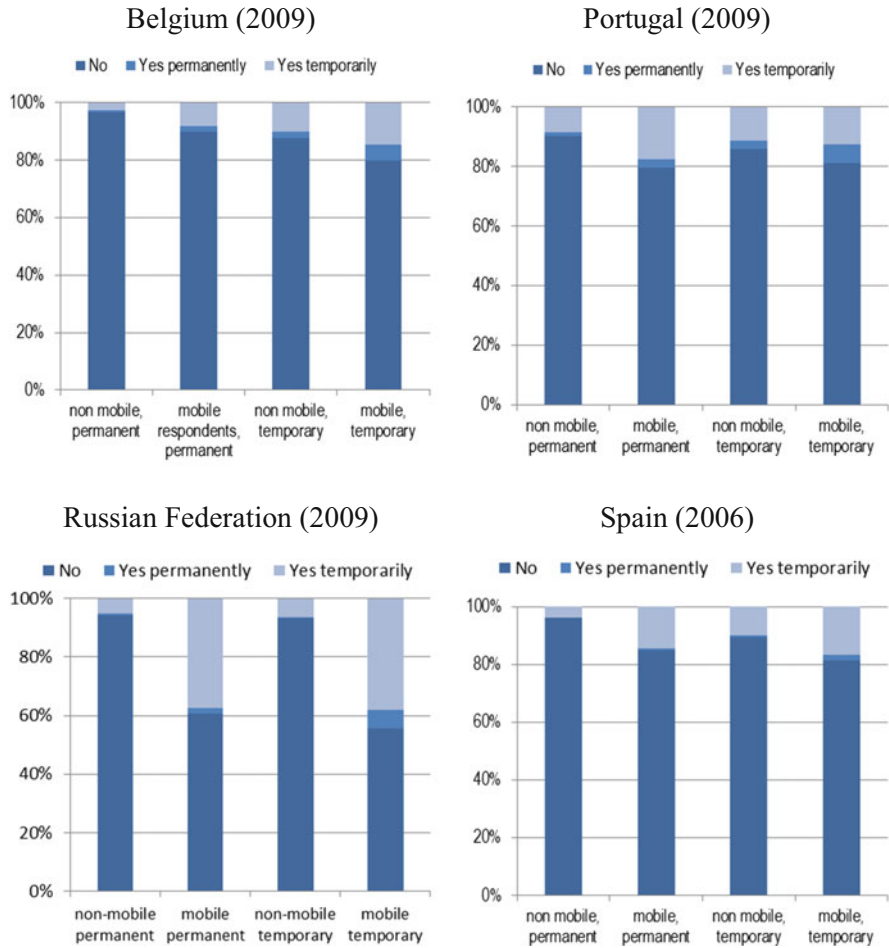 Belgium (2009)
No Yes permanently Yes temporarily
100%
80%
60%
40%
20%
0%
non mobile, permanent
mobile respondents, permanent
non mobile, temporary
mobile, temporary
Portugal (2009)
No Yes permanently Yes temporarily
100%
80%
60%
40%
20%
0%
non mobile, permanent
mobile, permanent
non mobile, temporary
mobile, temporary
Russian Federation (2009)
No Yes permanently Yes temporarily
100%
80%
60%
40%
20%
0%
non-mobile permanent
mobile permanent
non-mobile temporary
mobile temporary
Spain (2006)
No Yes permanently Yes temporarily
100%
80%
60%
40%
20%
0%
non mobile, permanent
mobile, permanent
non mobile, temporary
mobile, temporary